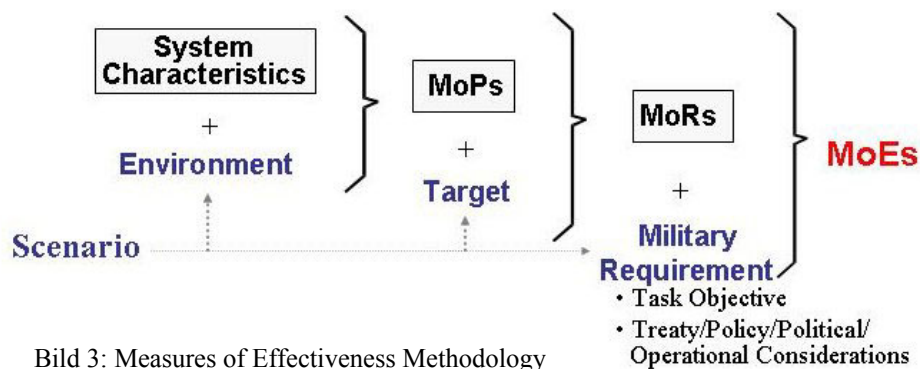 System
Characteristics
+
Environment
MoPs
+
Target
MoRs
+
Military
Requirement
• Task Objective
• Treaty/Policy/Political/
Operational Considerations
MoEs
Scenario
Bild 3: Measures of Effectiveness Methodology